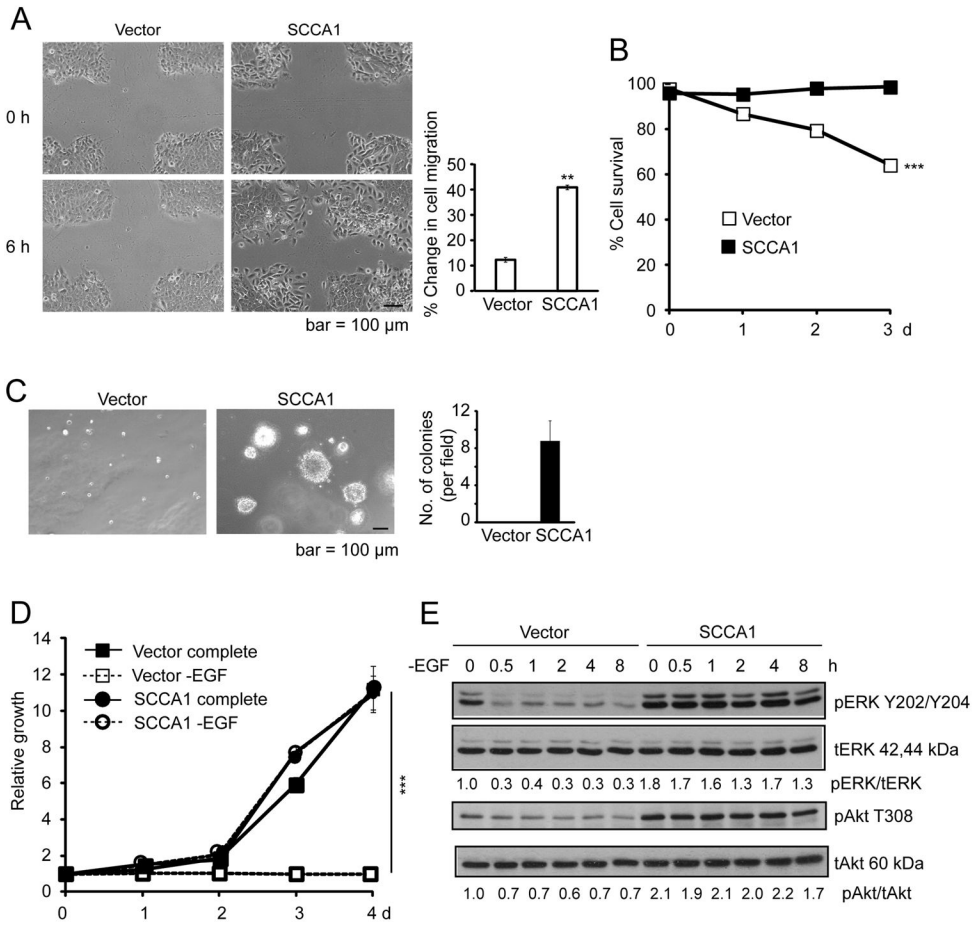 A
Vector SCCA1
0 h
6 h
bar = 100 µm
% Change in cell migration
50
40
30
20
10
0
**
Vector SCCA1
B
% Cell survival
100
80
60
40
20
0
***
Vector
SCCA1
0 1 2 3 d
C
Vector SCCA1
bar = 100 µm
No. of colonies
(per field)
12
8
4
0
Vector SCCA1
D
Relative growth
14
12
10
8
6
4
2
0
Vector complete
Vector -EGF
SCCA1 complete
SCCA1 -EGF
***
0 1 2 3 4 d
E
Vector SCCA1
-EGF 0 0.5 1 2 4 8 0 0.5 1 2 4 8 h
pERK Y202/Y204
tERK 42,44 kDa
1.0 0.3 0.4 0.3 0.3 0.3 1.8 1.7 1.6 1.3 1.7 1.3 pERK/tERK
pAkt T308
tAkt 60 kDa
1.0 0.7 0.7 0.6 0.7 0.7 2.1 1.9 2.1 2.0 2.2 1.7 pAkt/tAkt